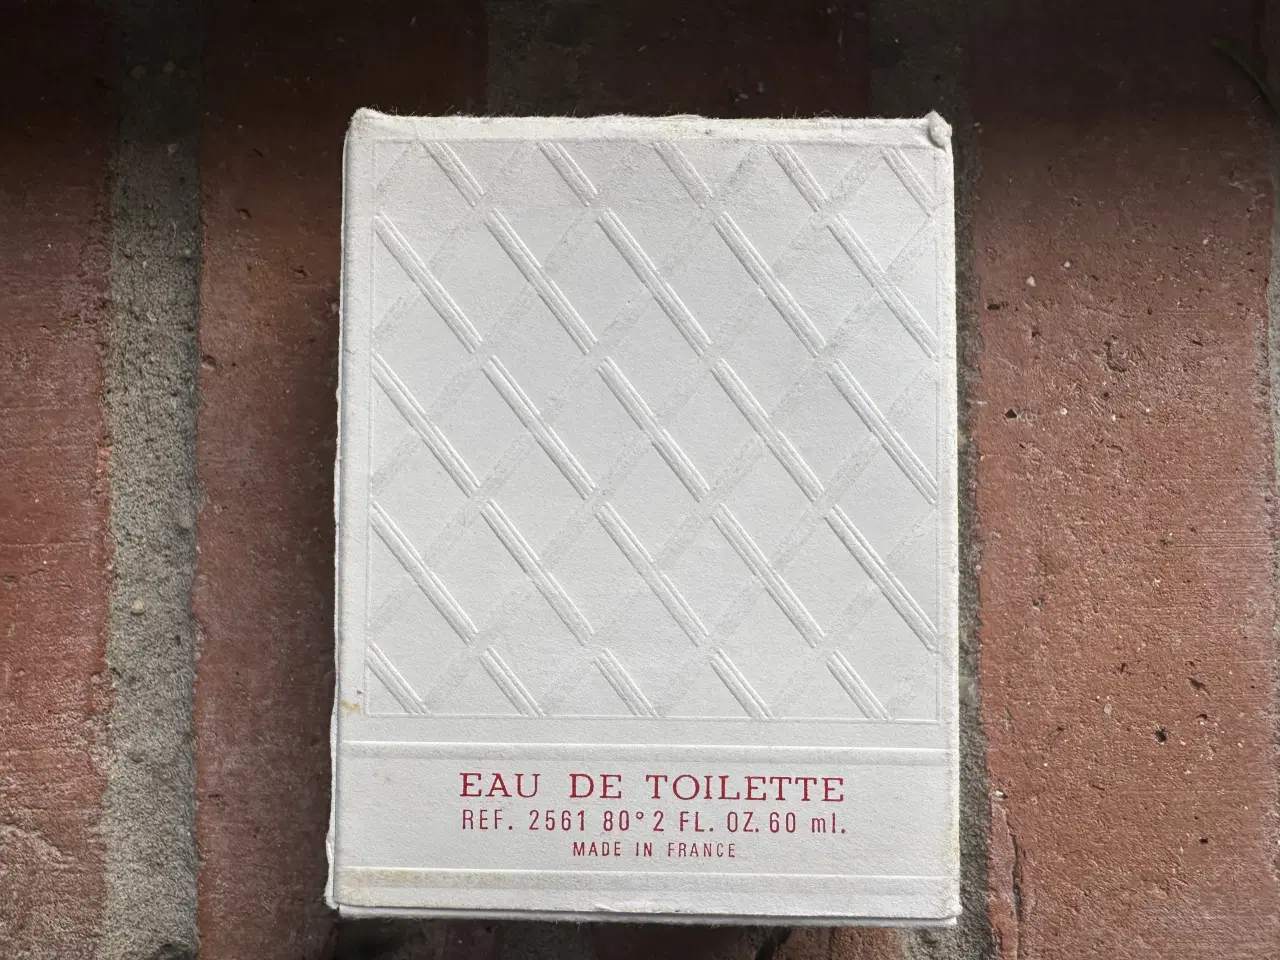 EAU DE TOILETTE
REF. 2561 80° 2 FL. OZ. 60 ml.
MADE IN FRANCE